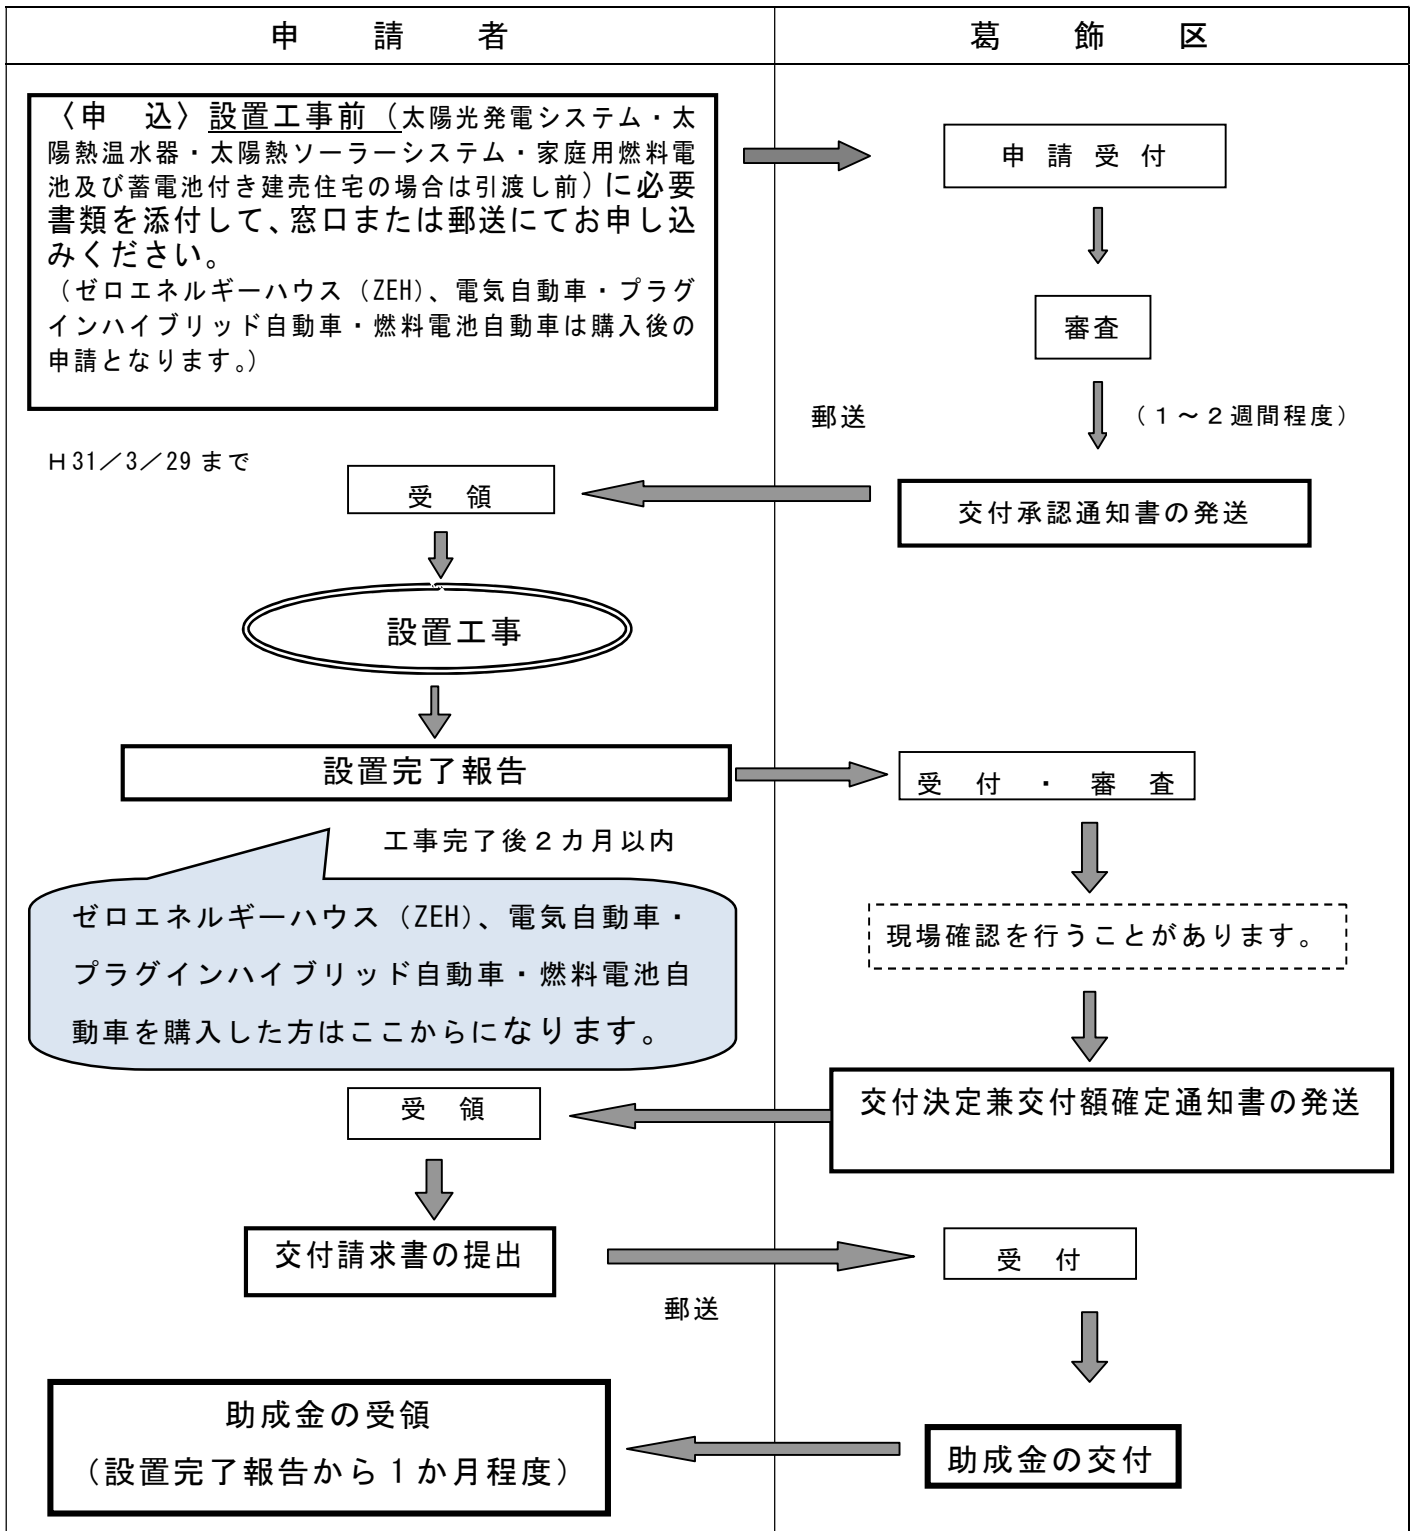 申　請　者
葛　飾　区
〈申　込〉設置工事前（太陽光発電システム・太
陽熱温水器・太陽熱ソーラーシステム・家庭用燃料電
池及び蓄電池付き建売住宅の場合は引渡し前）に必要
書類を添付して、窓口または郵送にてお申し込
みください。
（ゼロエネルギーハウス（ZEH）、電気自動車・プラグ
インハイブリッド自動車・燃料電池自動車は購入後の
申請となります。）
申請受付
審査
郵送
（１～２週間程度）
H31／3／29まで
受　領
交付承認通知書の発送
設置工事
設置完了報告
受　付　・　審　査
工事完了後２カ月以内
ゼロエネルギーハウス（ZEH）、電気自動車・
プラグインハイブリッド自動車・燃料電池自
動車を購入した方はここからになります。
現場確認を行うことがあります。
受　領
交付決定兼交付額確定通知書の発送
交付請求書の提出
受　付
郵送
助成金の受領
（設置完了報告から１か月程度）
助成金の交付